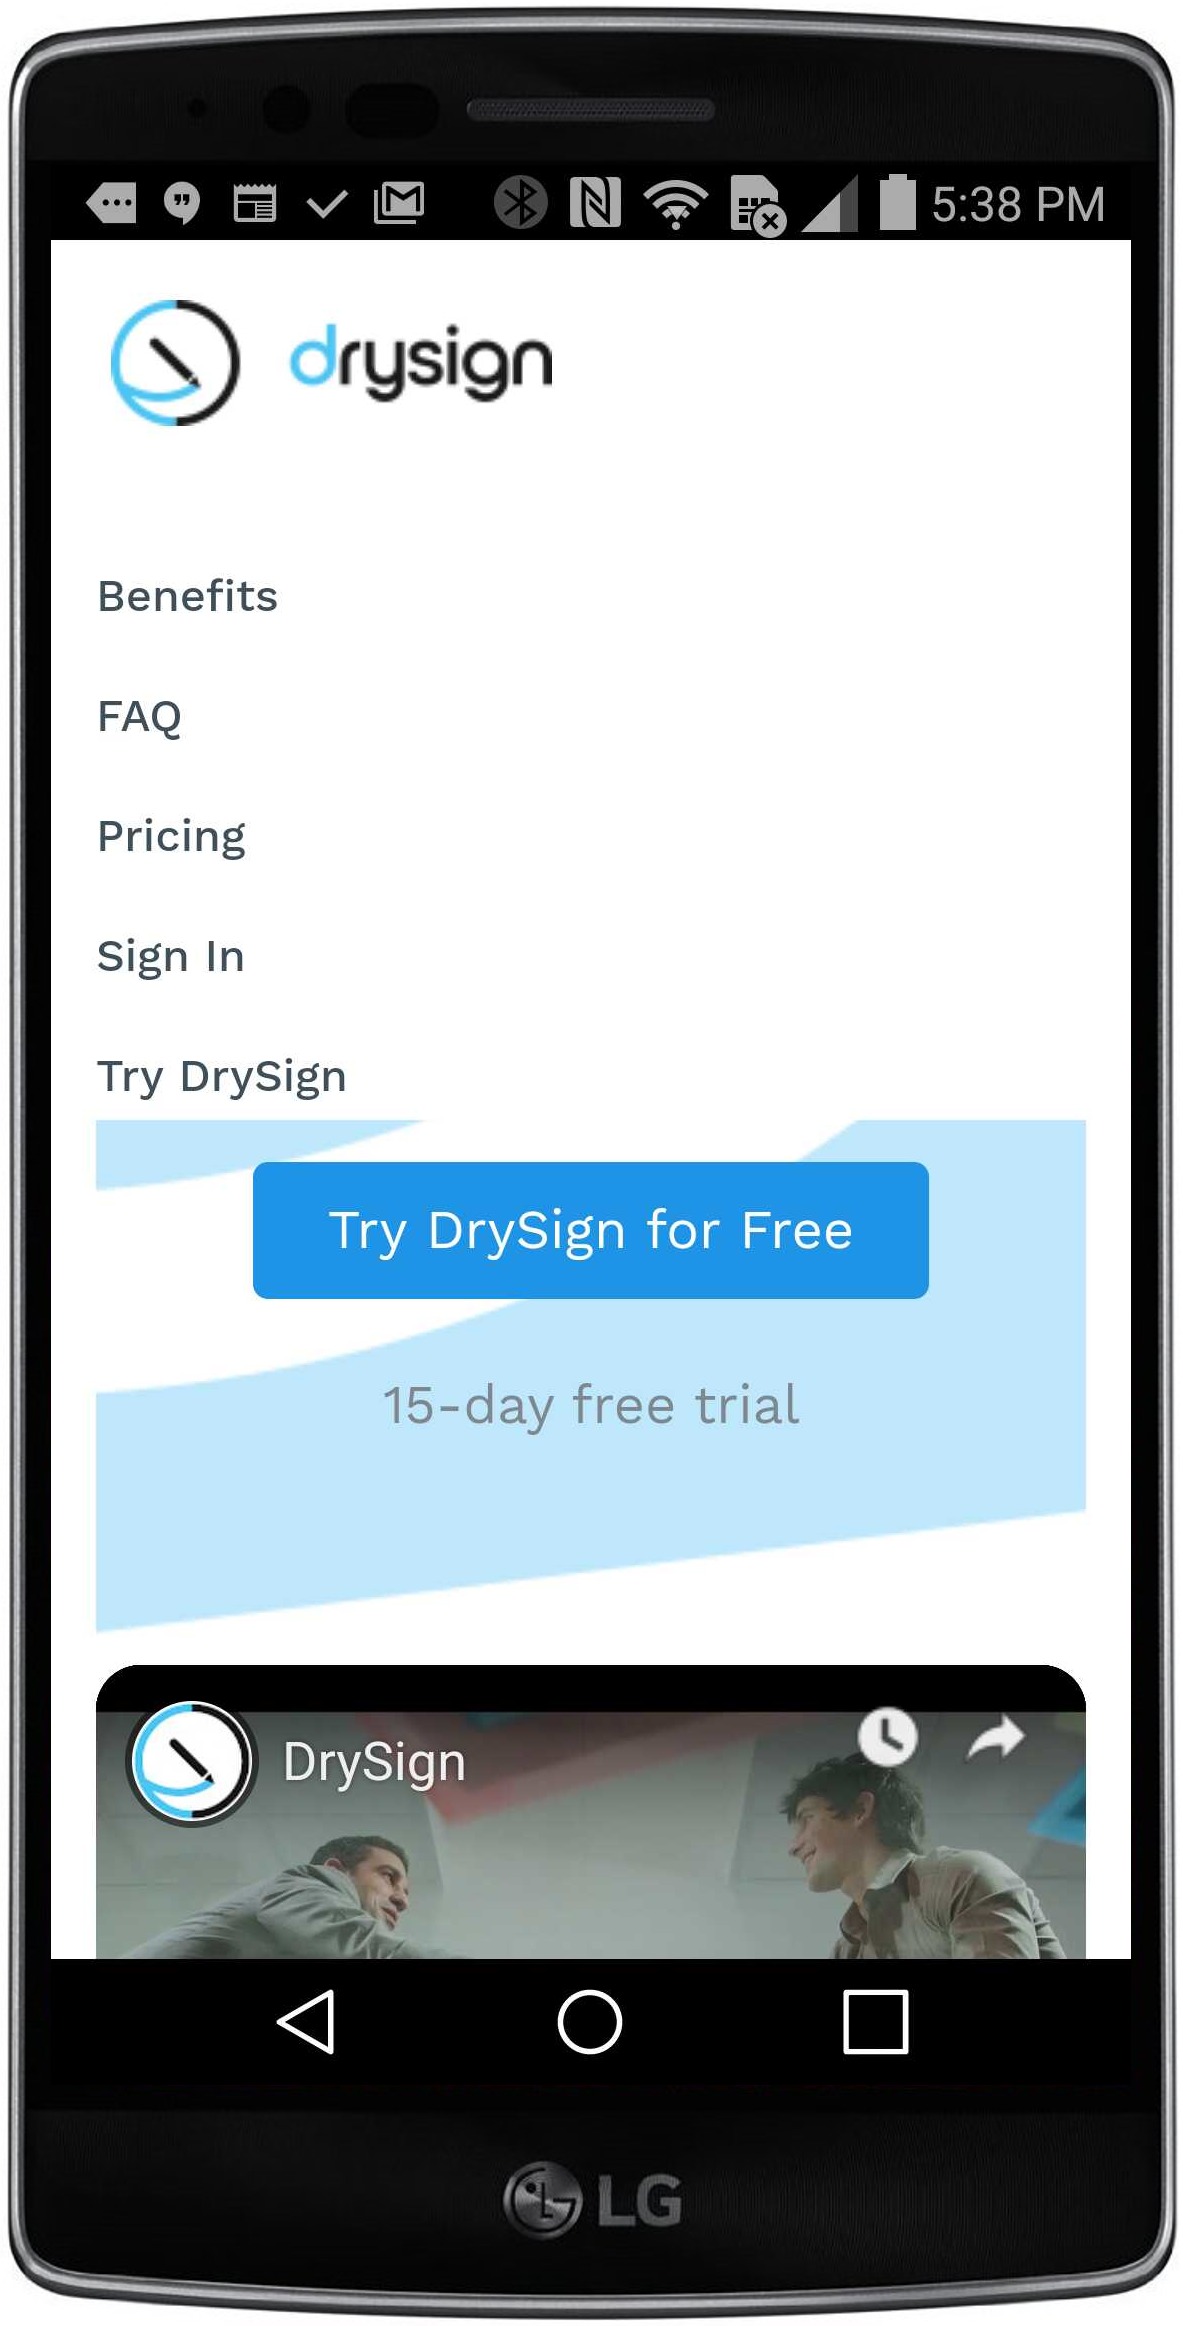 5:38 PM
drysign
Benefits
FAQ
Pricing
Sign In
Try DrySign
Try DrySign for Free
15-day free trial
DrySign
LG